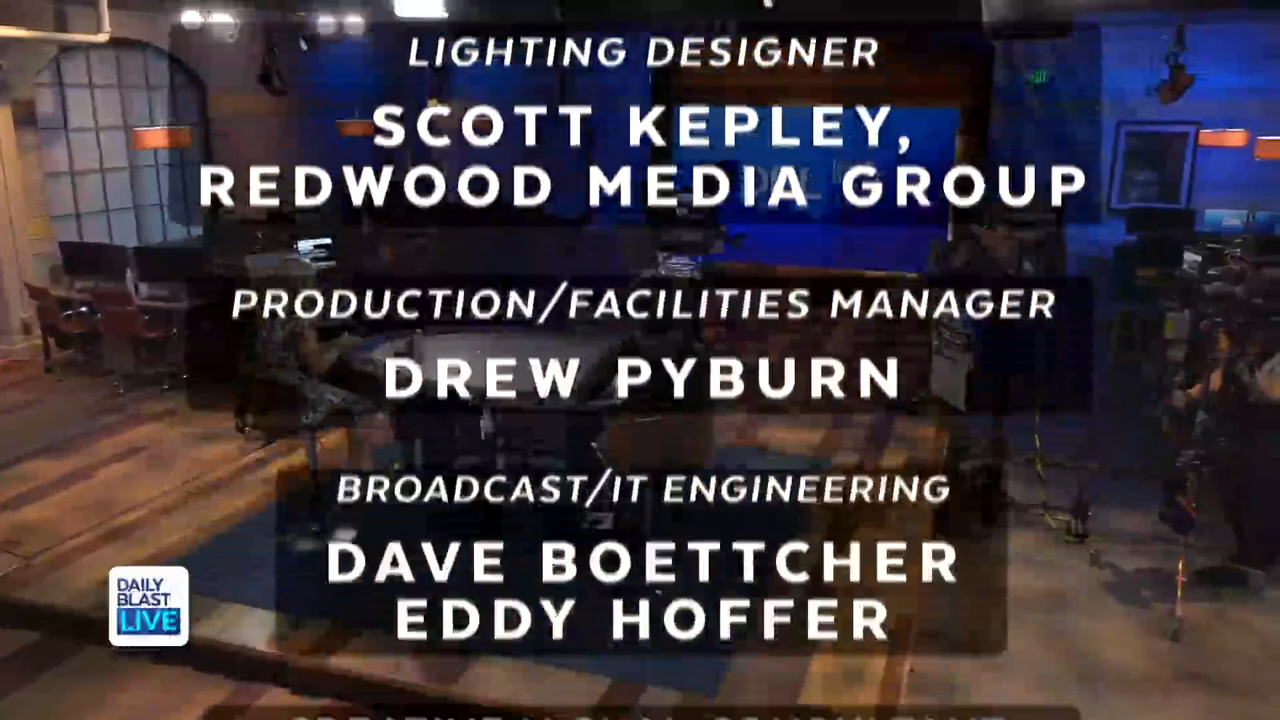 LIGHTING DESIGNER
SCOTT KEPLEY,
REDWOOD MEDIA GROUP
PRODUCTION/FACILITIES MANAGER
DREW PYBURN
BROADCAST/IT ENGINEERING
DAVE BOETTCHER
EDDY HOFFER
DAILY
BLAST
LIVE